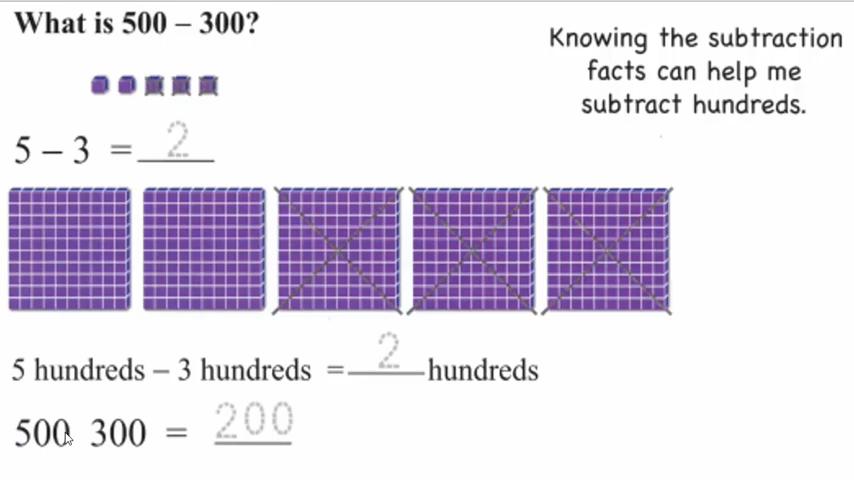 What is 500 – 300?
Knowing the subtraction
facts can help me
subtract hundreds.
5 – 3 = 2
5 hundreds – 3 hundreds = 2 hundreds
500 300 = 200